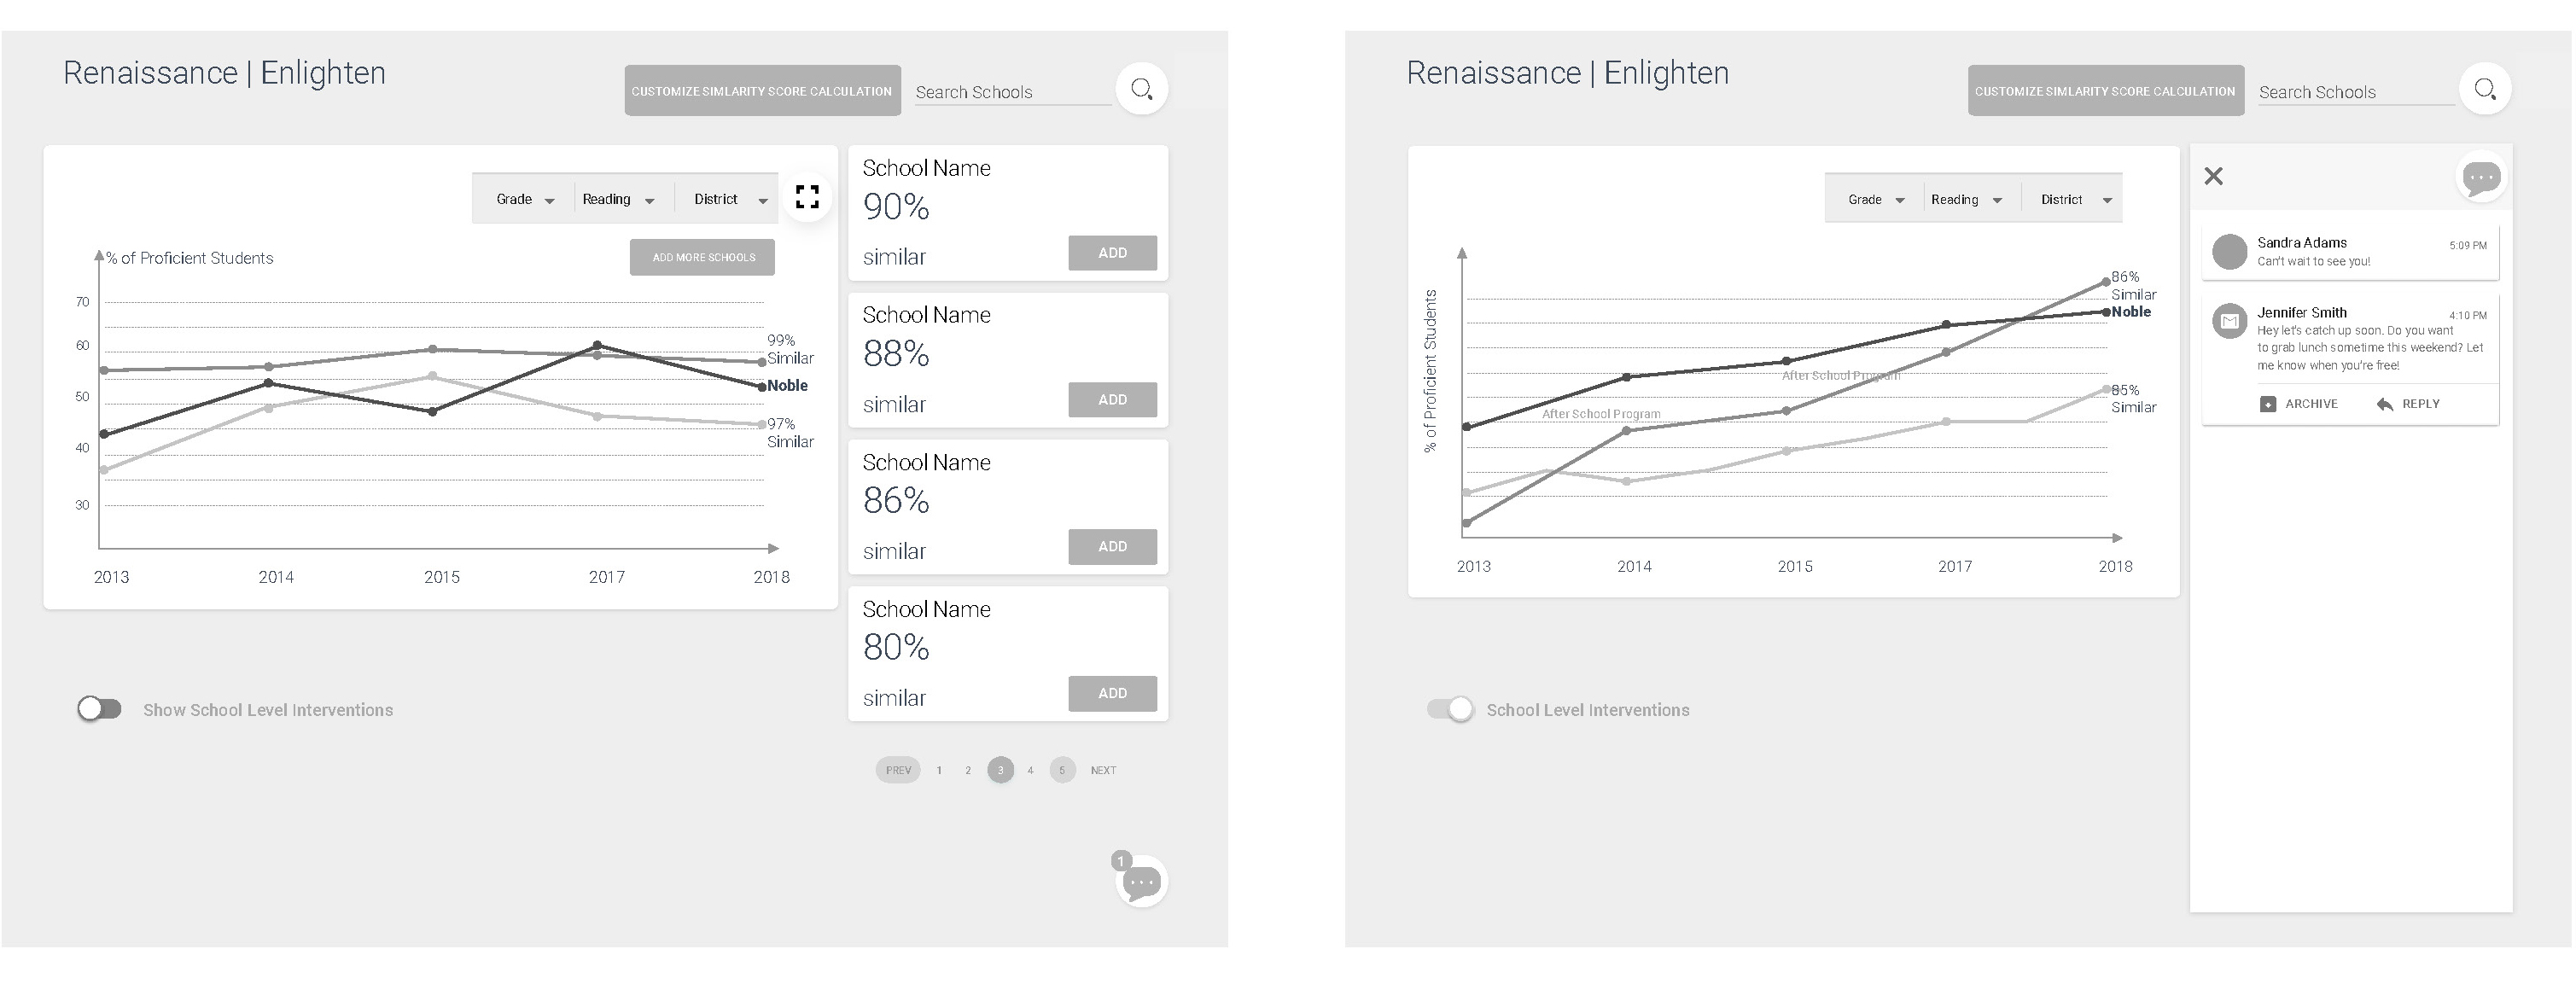 Renaissance | Enlighten
CUSTOMIZE SIMLARITY SCORE CALCULATION
Search Schools
Grade
Reading
District
% of Proficient Students
ADD MORE SCHOOLS
70
60
50
40
30
99%
Similar
Noble
97%
Similar
2013
2014
2015
2017
2018
School Name
90%
similar
ADD
School Name
88%
similar
ADD
School Name
86%
similar
ADD
School Name
80%
similar
ADD
Show School Level Interventions
PREV
1
2
3
4
5
NEXT
1
Renaissance | Enlighten
CUSTOMIZE SIMLARITY SCORE CALCULATION
Search Schools
Grade
Reading
District
% of Proficient Students
After School Program
After School Program
86%
Similar
Noble
85%
Similar
2013
2014
2015
2017
2018
School Level Interventions
Sandra Adams
5:09 PM
Can't wait to see you!
Jennifer Smith
4:10 PM
Hey let's catch up soon. Do you want
to grab lunch sometime this weekend? Let
me know when you're free!
ARCHIVE
REPLY